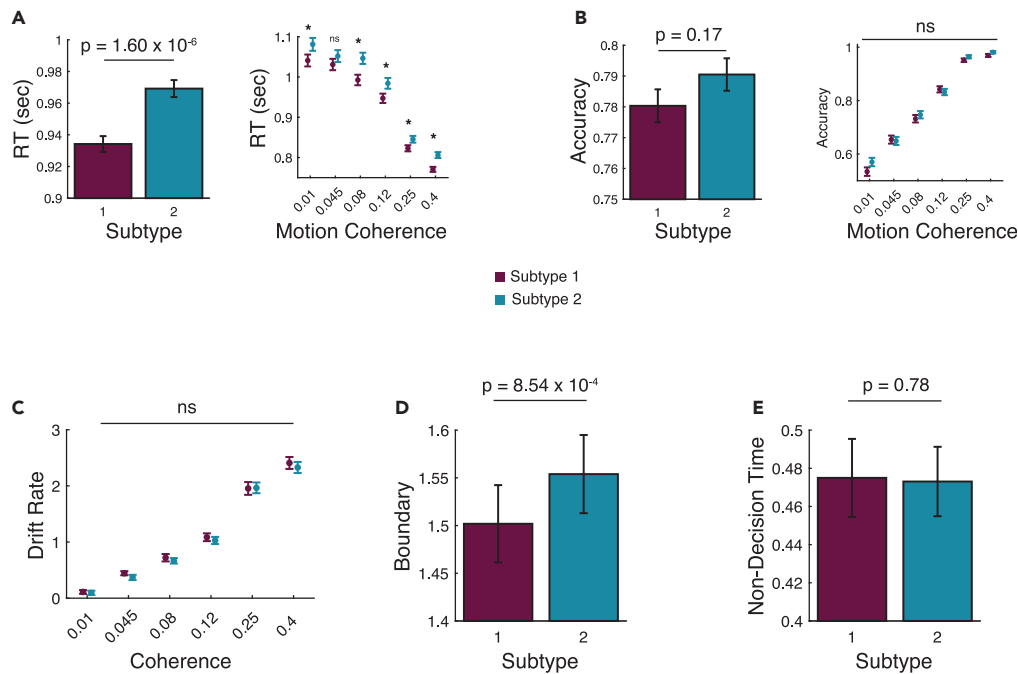 A
p = 1.60 x 10-6
RT (sec)
1
0.98
0.96
0.94
0.92
0.9
1
2
Subtype
* ns * * * *
RT (sec)
1.1
1
0.9
0.8
0.01
0.045
0.08
0.12
0.25
0.4
Motion Coherence
B
p = 0.17
Accuracy
0.83
0.82
0.81
0.8
0.79
0.78
0.77
0.76
0.75
1
2
Subtype
ns
Accuracy
1
0.8
0.6
0.01
0.045
0.08
0.12
0.25
0.4
Motion Coherence
Subtype 1
Subtype 2
C
ns
Drift Rate
3
2
1
0
0.01
0.045
0.08
0.12
0.25
0.4
Coherence
D
p = 8.54 x 10-4
Boundary
1.6
1.55
1.5
1.45
1.4
1
2
Subtype
E
p = 0.78
Non-Decision Time
0.5
0.48
0.46
0.44
0.42
0.4
1
2
Subtype